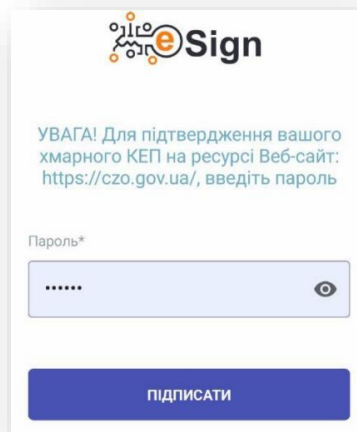 eSign
УВАГА! Для підтвердження вашого
хмарного КЕП на ресурсі Веб-сайт:
https://czo.gov.ua/, введіть пароль
Пароль*
••••••
ПІДПИСАТИ